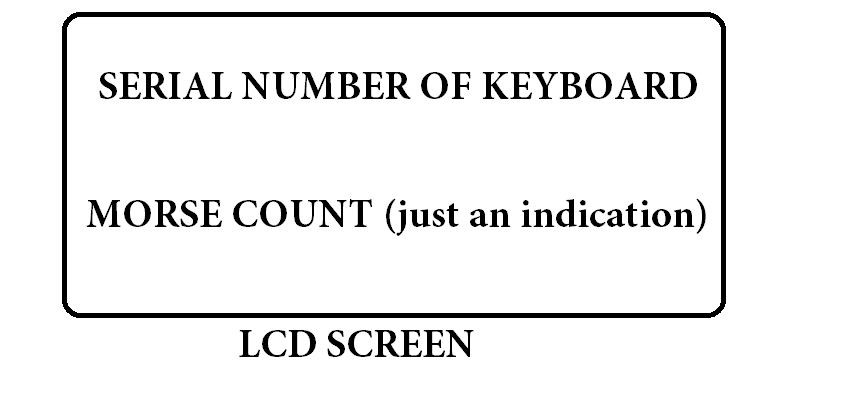 SERIAL NUMBER OF KEYBOARD
MORSE COUNT (just an indication)
LCD SCREEN